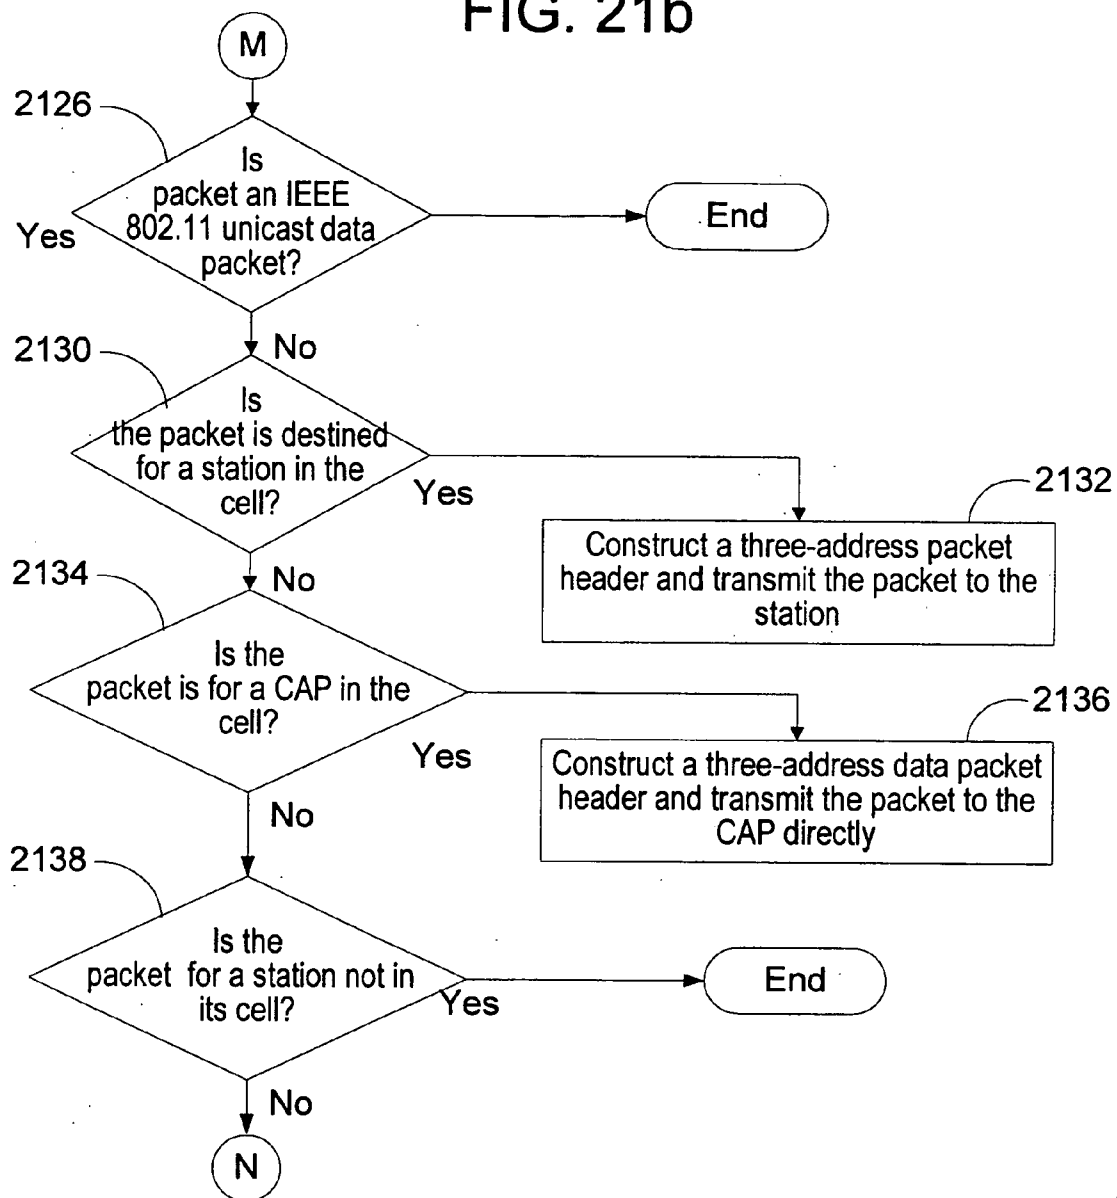 FIG. 21b
M
2126
Is
packet an IEEE
802.11 unicast data
packet?
Yes
End
No
2130
Is
the packet is destined
for a station in the
cell?
Yes
2132
Construct a three-address packet
header and transmit the packet to the
station
No
2134
Is the
packet is for a CAP in the
cell?
Yes
2136
Construct a three-address data packet
header and transmit the packet to the
CAP directly
No
2138
Is the
packet for a station not in
its cell?
Yes
End
No
N